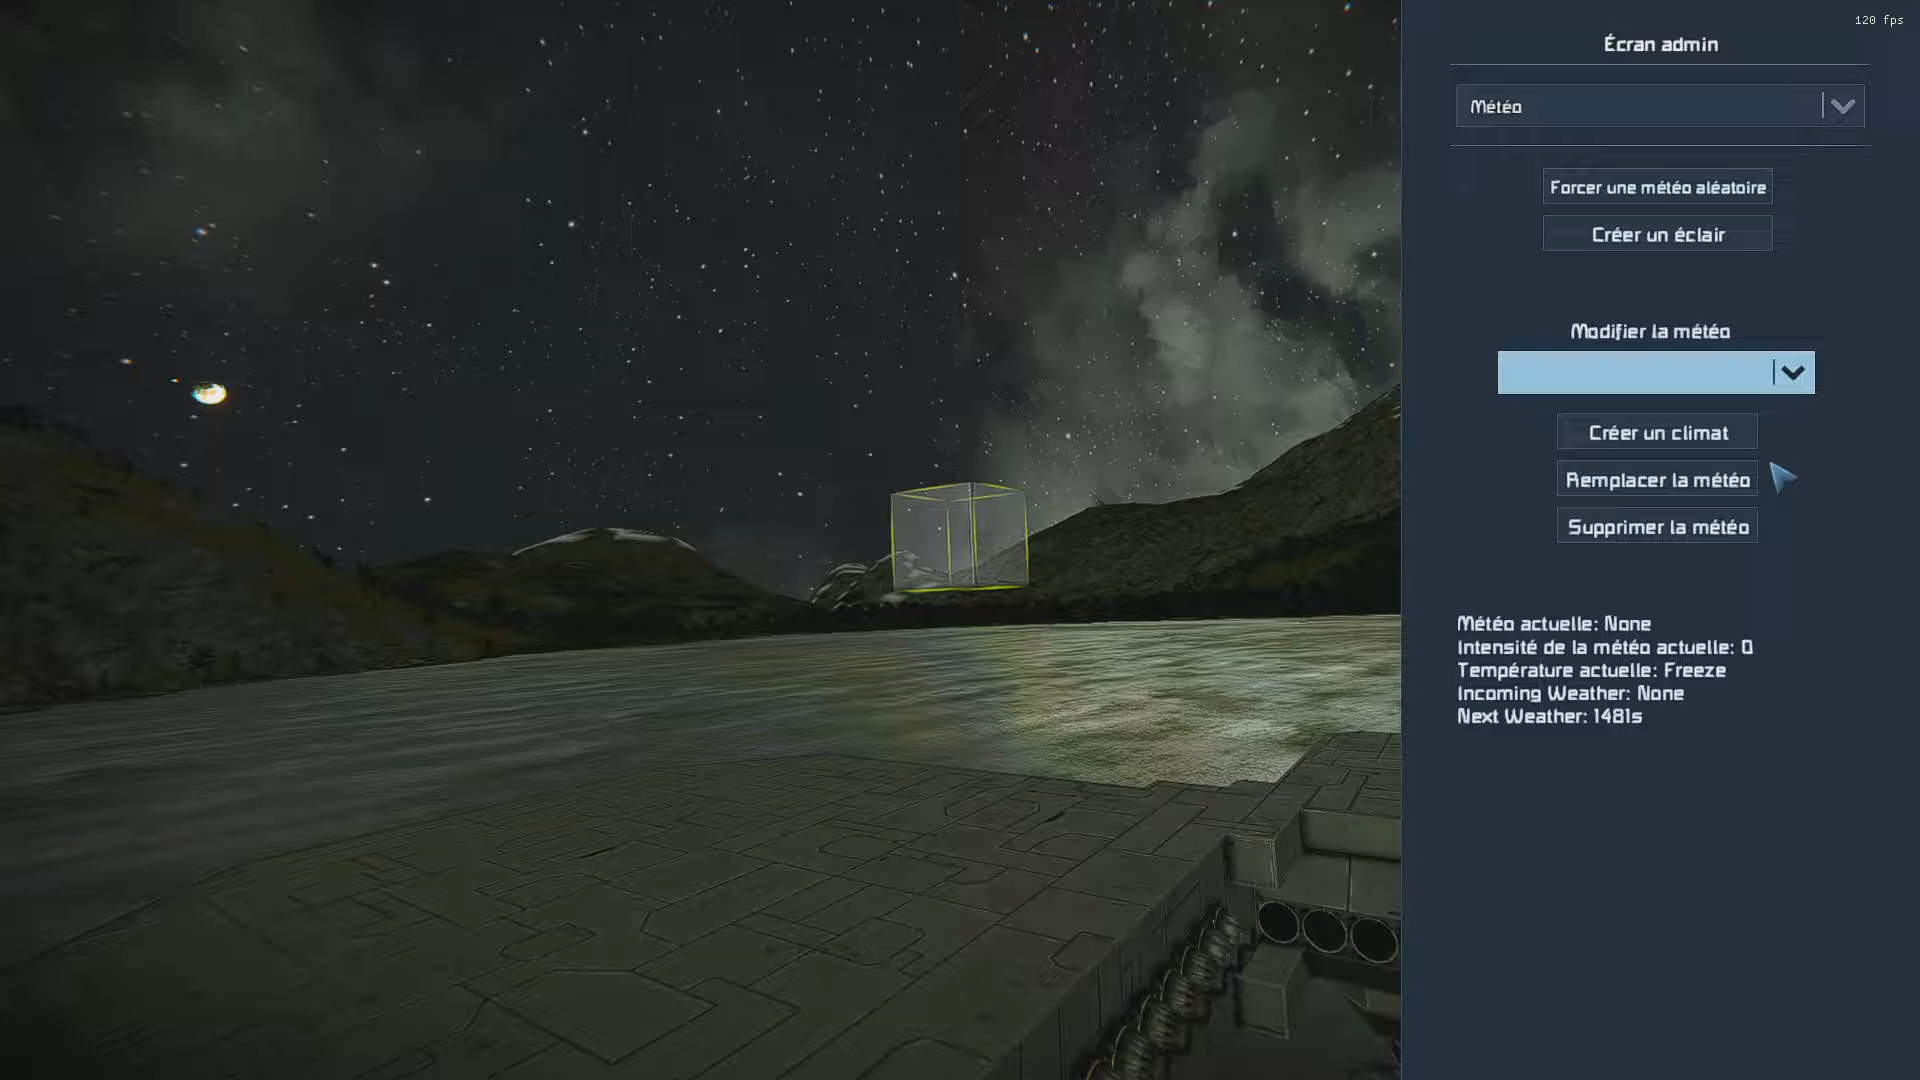 120 fps
Écran admin
Météo
Forcer une météo aléatoire
Créer un éclair
Modifier la météo
Créer un climat
Remplacer la météo
Supprimer la météo
Météo actuelle: None
Intensité de la météo actuelle: 0
Température actuelle: Freeze
Incoming Weather: None
Next Weather: 1481s